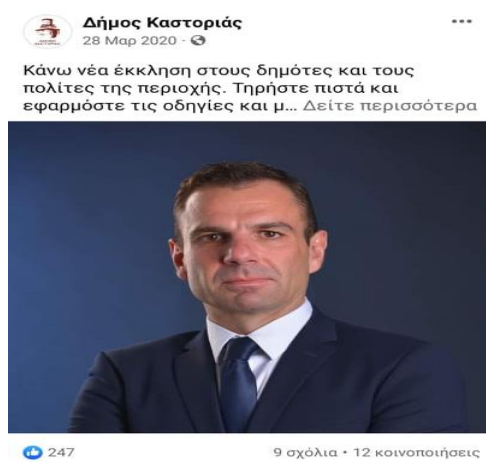 Δήμος Καστοριάς
28 Μαρ 2020 ·
Κάνω νέα έκκληση στους δημότες και τους
πολίτες της περιοχής. Τηρήστε πιστά και
εφαρμόστε τις οδηγίες και μ... Δείτε περισσότερα
247
9 σχόλια • 12 κοινοποιήσεις